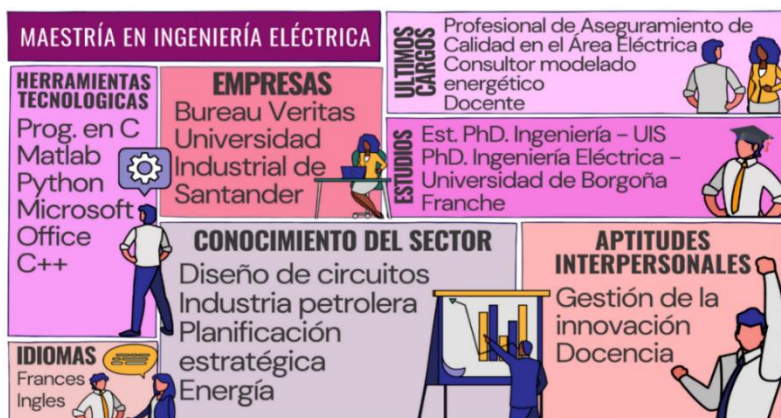 MAESTRÍA EN INGENIERÍA ELÉCTRICA
HERRAMIENTAS
TECNOLOGICAS
Prog. en C
Matlab
Python
Microsoft
Office
C++
EMPRESAS
Bureau Veritas
Universidad
Industrial de
Santander
ULTIMOS
CARGOS
Profesional de Aseguramiento de
Calidad en el Área Eléctrica
Consultor modelado
energético
Docente
ESTUDIOS
Est. PhD. Ingeniería - UIS
PhD. Ingeniería Eléctrica -
Universidad de Borgoña
Franche
IDIOMAS
Frances
Ingles
CONOCIMIENTO DEL SECTOR
Diseño de circuitos
Industria petrolera
Planificación
estratégica
Energía
APTITUDES
INTERPERSONALES
Gestión de la
innovación
Docencia